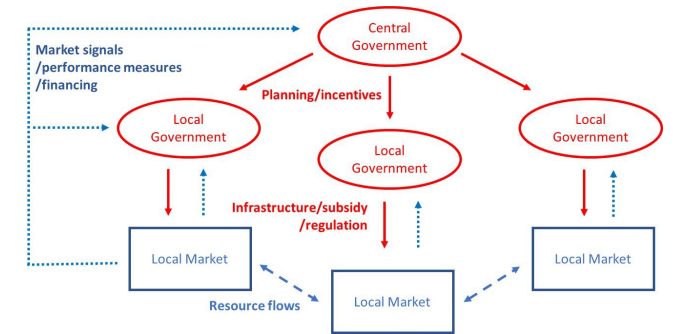 Central
Government
Market signals
/performance measures
/financing
Planning/incentives
Local
Government
Local
Government
Local
Government
Infrastructure/subsidy
/regulation
Local Market
Local Market
Local Market
Resource flows